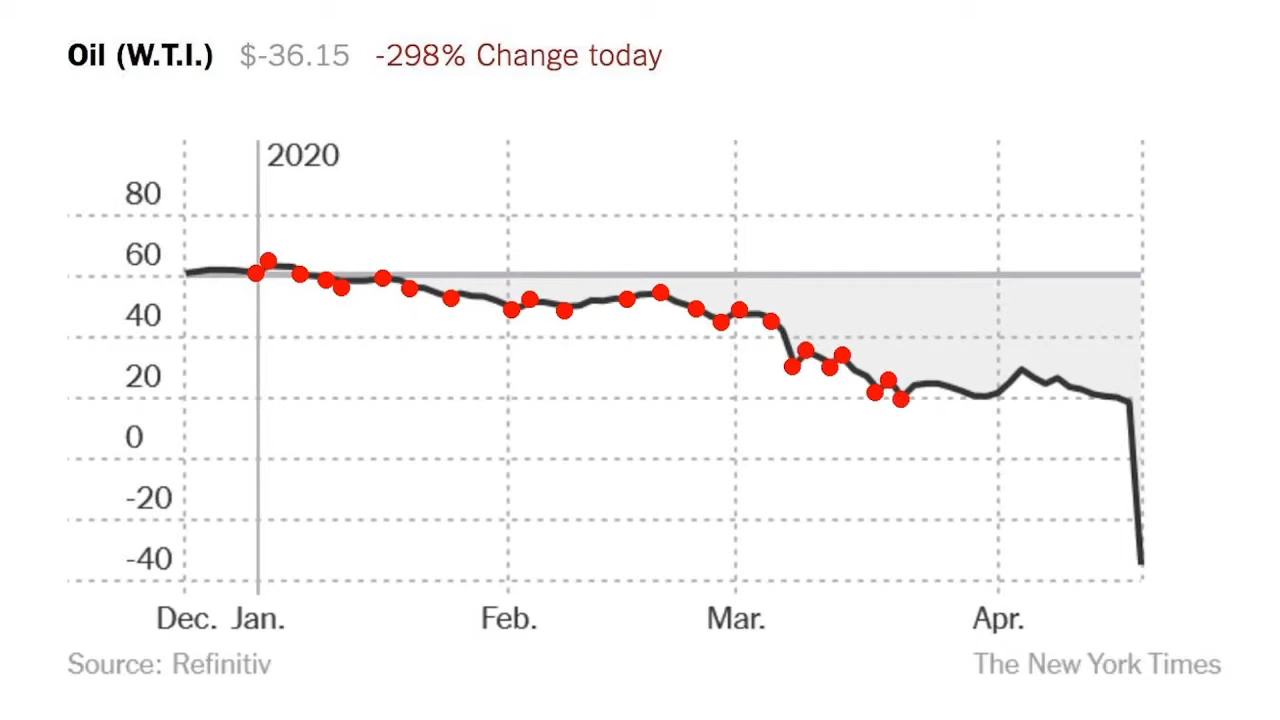 Oil (W.T.I.) $-36.15 -298% Change today
2020
80
60
40
20
0
-20
-40
Dec. Jan. Feb. Mar. Apr.
Source: Refinitiv The New York Times